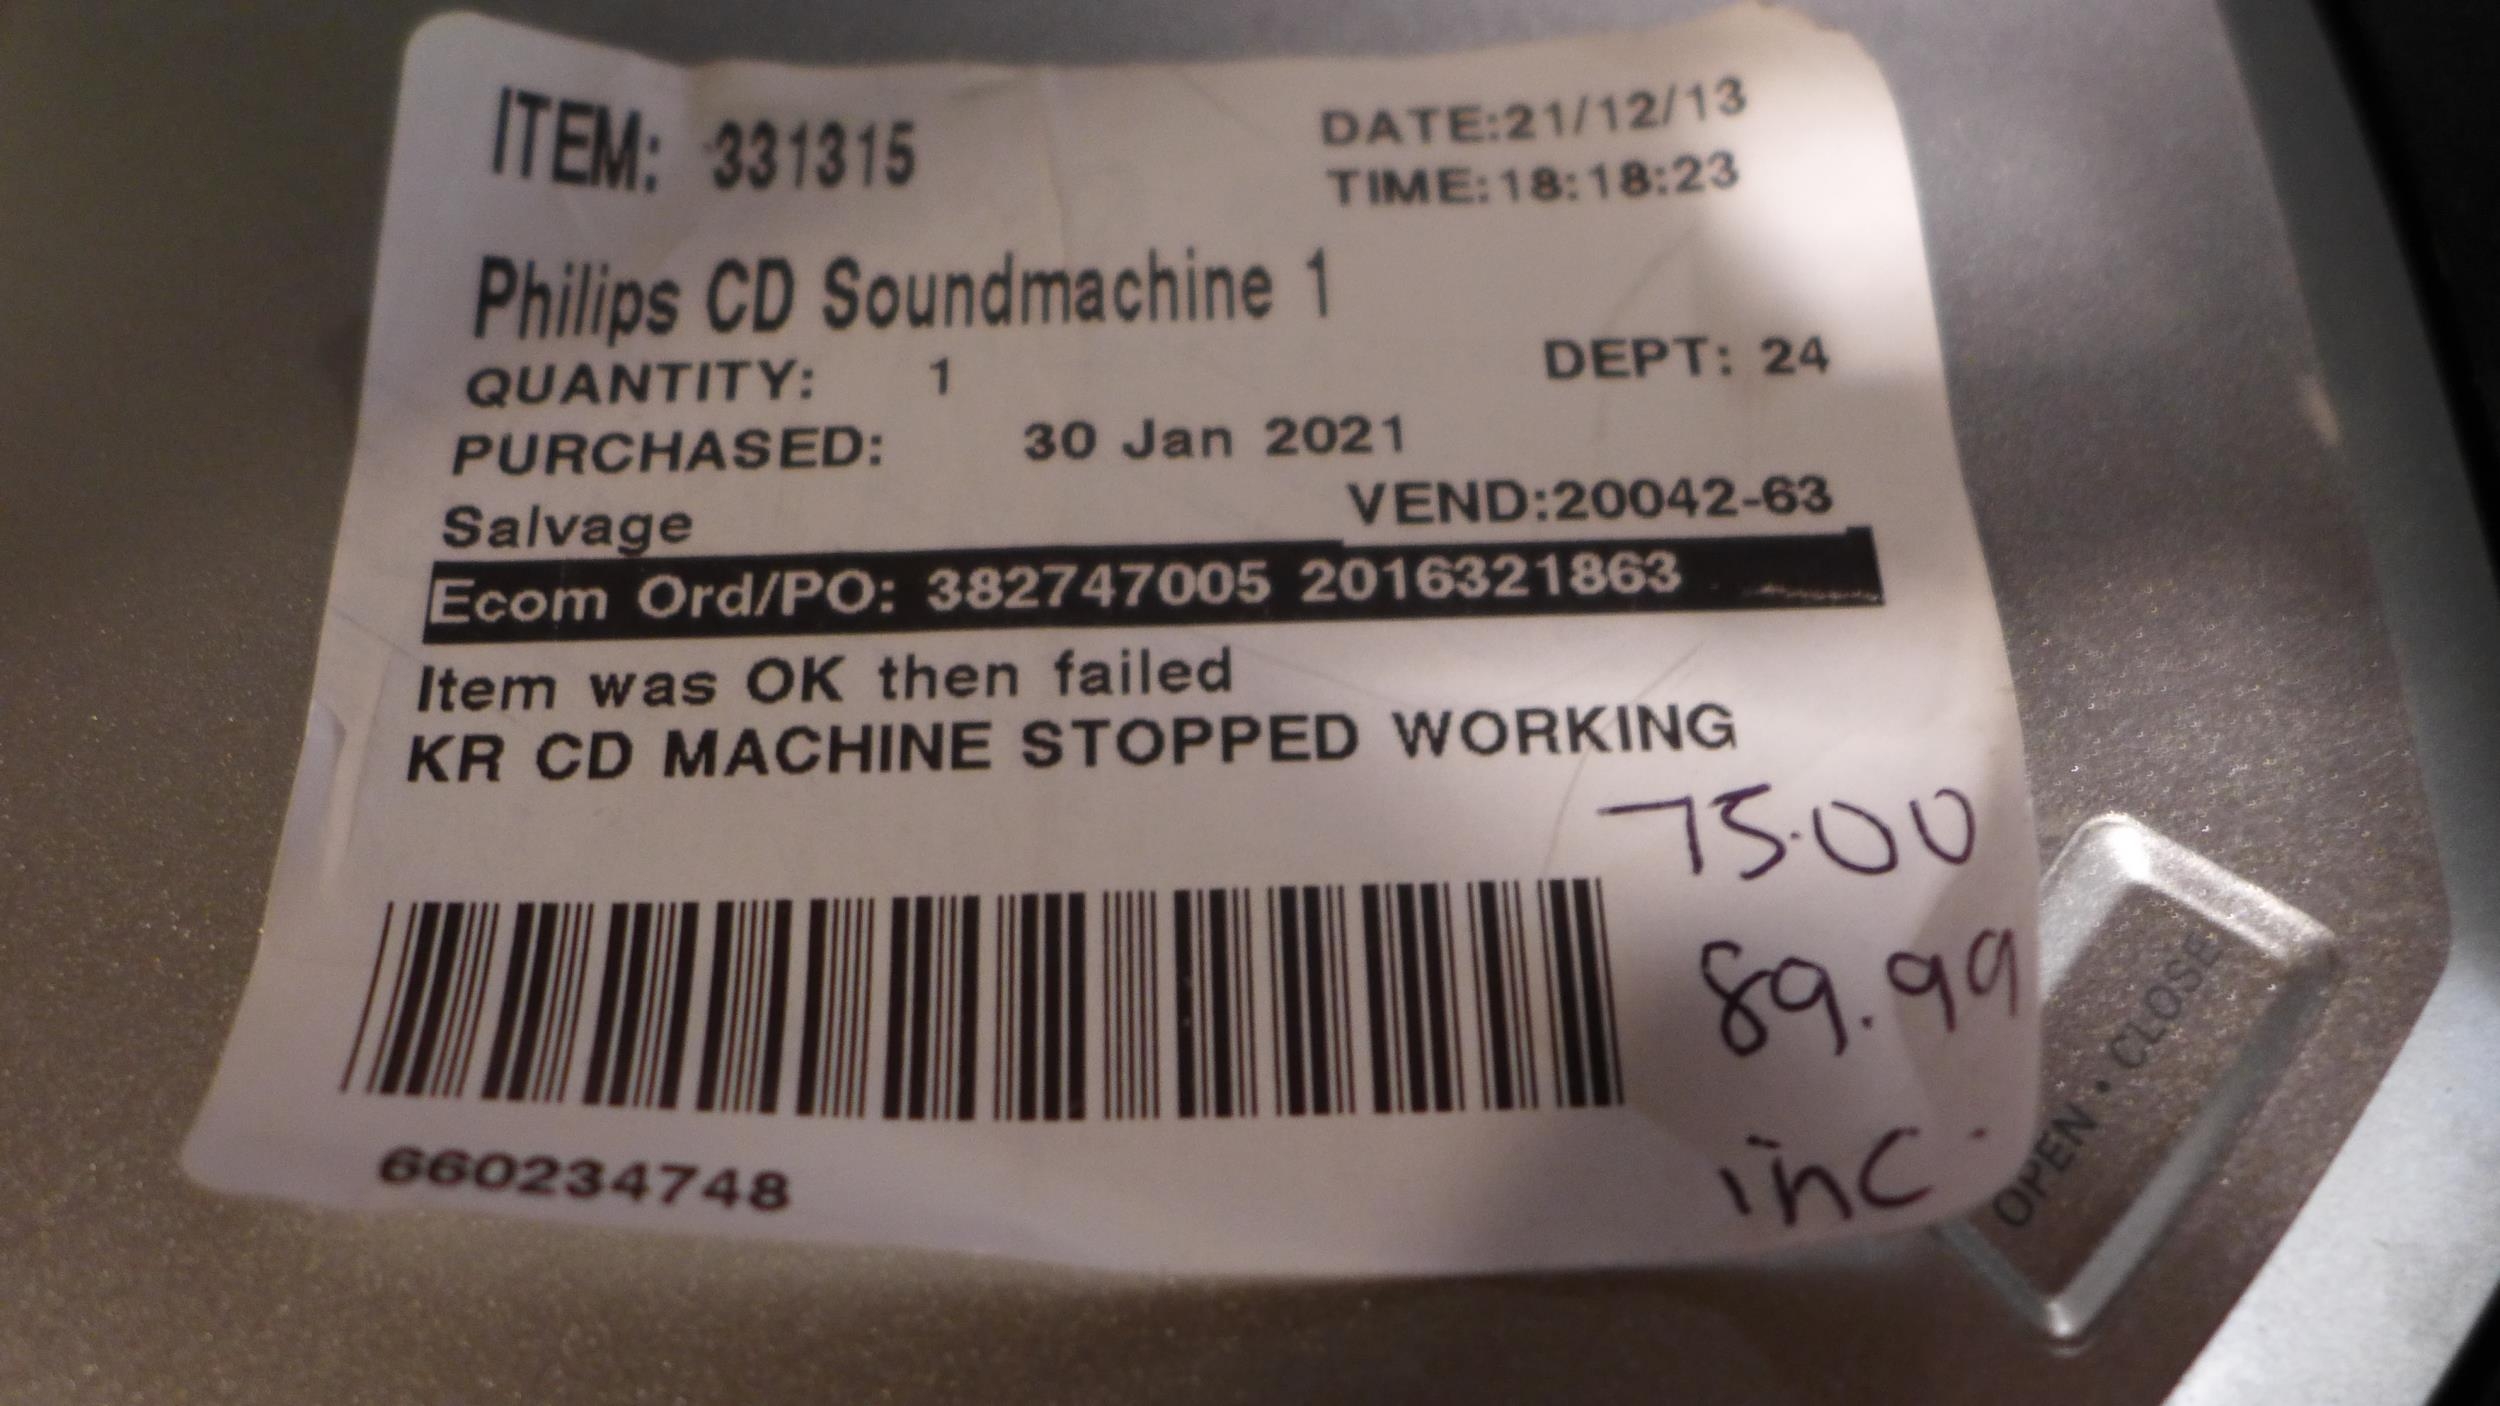 ITEM: 331315
DATE:21/12/13
TIME:18:18:23
Philips CD Soundmachine 1
QUANTITY: 1
DEPT: 24
PURCHASED: 30 Jan 2021
VEND:20042-63
Salvage
Ecom Ord/PO: 382747005 2016321863
Item was OK then failed
KR CD MACHINE STOPPED WORKING
75.00
89.99
inc.
660234748
OPEN • CLOSE